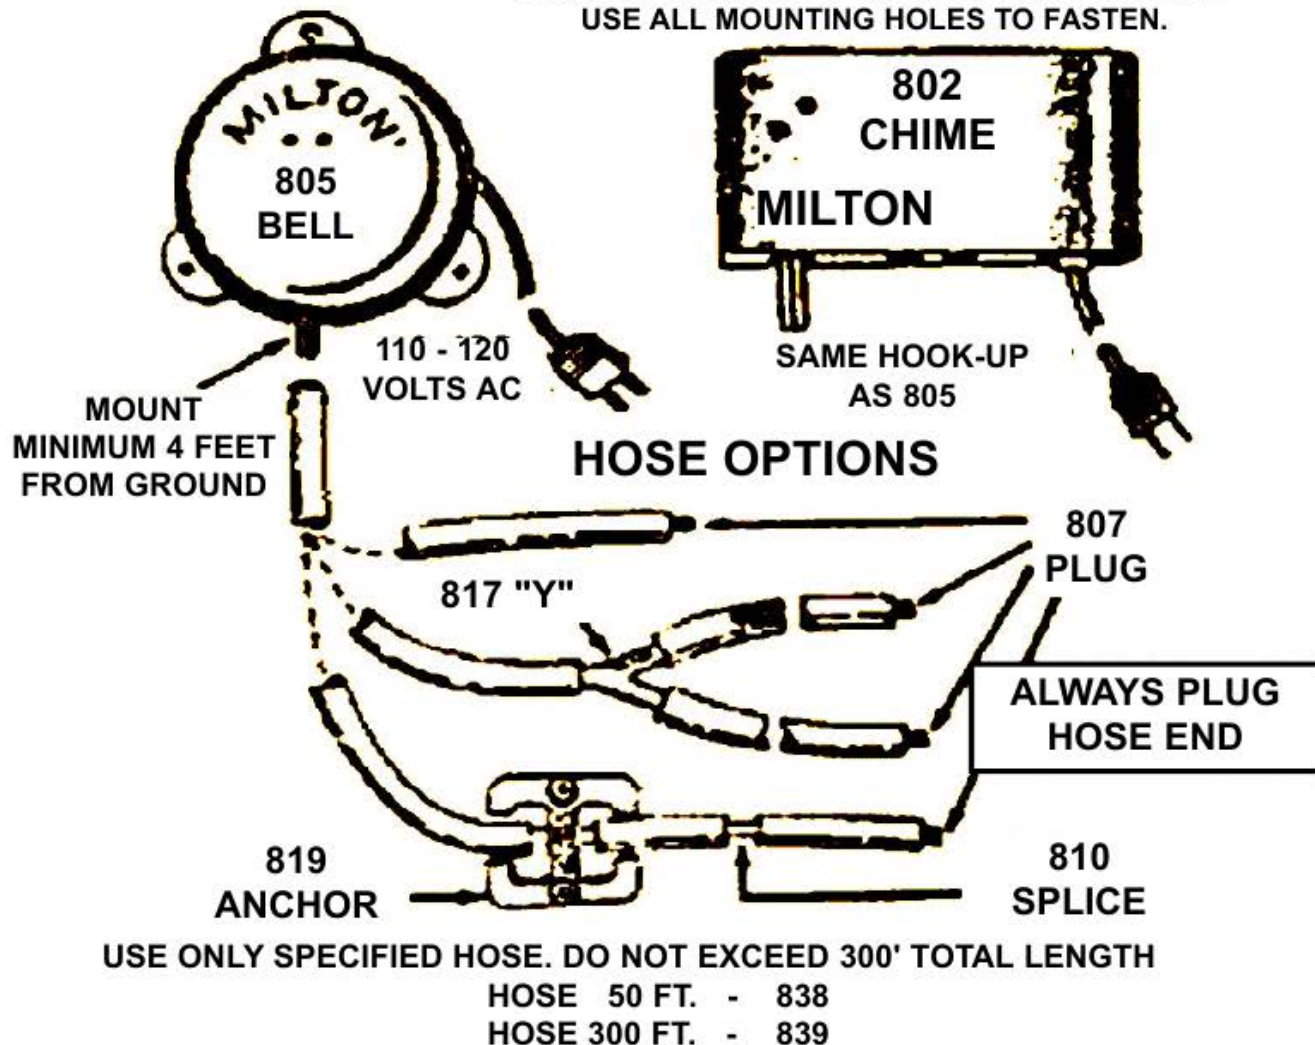 USE ALL MOUNTING HOLES TO FASTEN.
MILTON
805
BELL
802
CHIME
MILTON
110 - 120
VOLTS AC
SAME HOOK-UP
AS 805
MOUNT
MINIMUM 4 FEET
FROM GROUND
HOSE OPTIONS
807
PLUG
817 "Y"
ALWAYS PLUG
HOSE END
819
ANCHOR
810
SPLICE
USE ONLY SPECIFIED HOSE. DO NOT EXCEED 300' TOTAL LENGTH
HOSE 50 FT. - 838
HOSE 300 FT. - 839